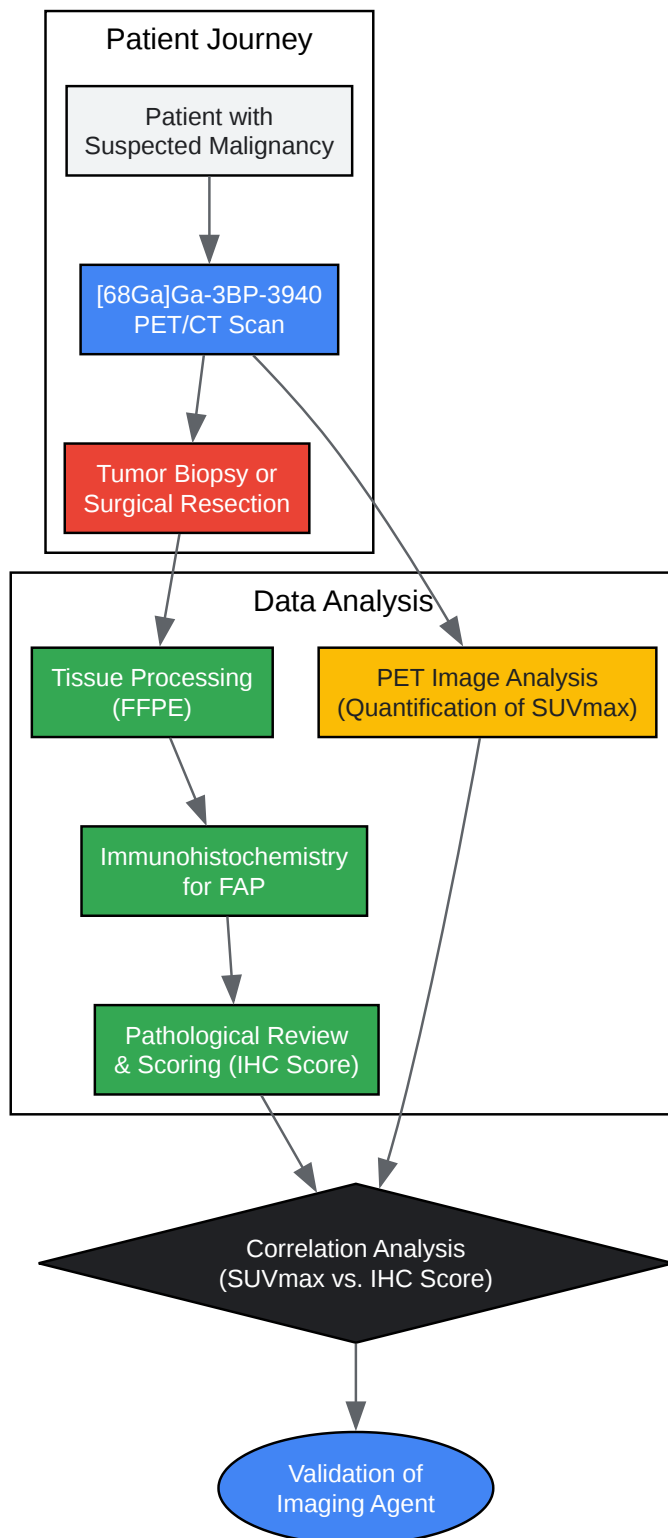 Patient Journey
Patient with
Suspected Malignancy
[68Ga]Ga-3BP-3940
PET/CT Scan
Tumor Biopsy or
Surgical Resection
Data Analysis
Tissue Processing
(FFPE)
PET Image Analysis
(Quantification of SUVmax)
Immunohistochemistry
for FAP
Pathological Review
& Scoring (IHC Score)
Correlation Analysis
(SUVmax vs. IHC Score)
Validation of
Imaging Agent